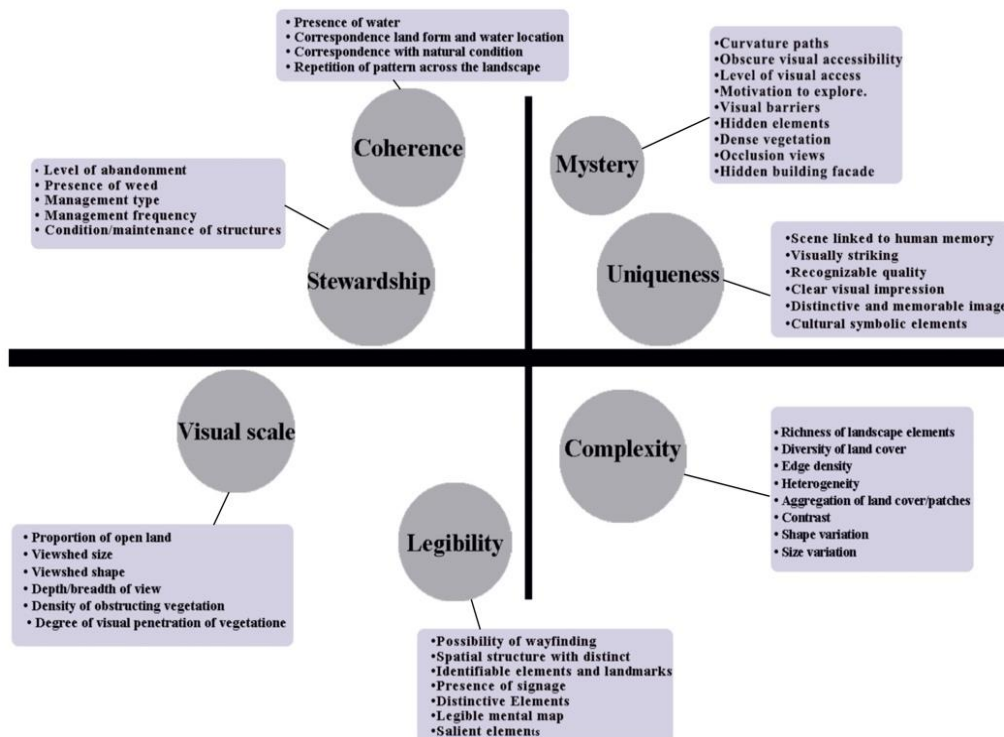 • Presence of water
• Correspondence land form and water location
• Correspondence with natural condition
• Repetition of pattern across the landscape
Coherence
•Curvature paths
•Obscure visual accessibility
•Level of visual access
•Motivation to explore.
•Visual barriers
•Hidden elements
•Dense vegetation
•Occlusion views
•Hidden building facade
Mystery
• Level of abandonment
• Presence of weed
• Management type
• Management frequency
• Condition/maintenance of structures
Stewardship
•Scene linked to human memory
•Visually striking
•Recognizable quality
•Clear visual impression
•Distinctive and memorable image
•Cultural symbolic elements
Uniqueness
Visual scale
• Proportion of open land
• Viewshed size
• Viewshed shape
• Depth/breadth of view
• Density of obstructing vegetation
• Degree of visual penetration of vegetatione
Legibility
•Possibility of wayfinding
•Spatial structure with distinct
•Identifiable elements and landmarks
•Presence of signage
•Distinctive Elements
•Legible mental map
•Salient elements
Complexity
• Richness of landscape elements
• Diversity of land cover
• Edge density
• Heterogeneity
• Aggregation of land cover/patches
• Contrast
• Shape variation
• Size variation